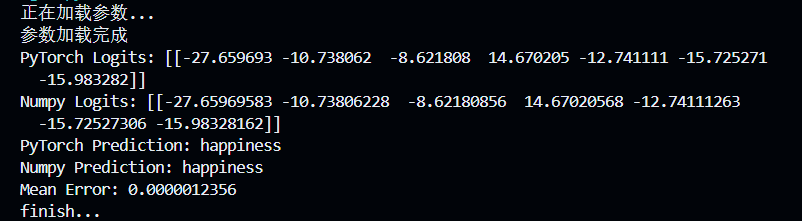 正在加载参数...
参数加载完成
PyTorch Logits: [[-27.659693 -10.738062  -8.621808  14.670205 -12.741111 -15.725271
  -15.983282]]
Numpy Logits: [[-27.65969583 -10.73806228  -8.62180856  14.67020568 -12.74111263
  -15.72527306 -15.98328162]]
PyTorch Prediction: happiness
Numpy Prediction: happiness
Mean Error: 0.0000012356
finish...